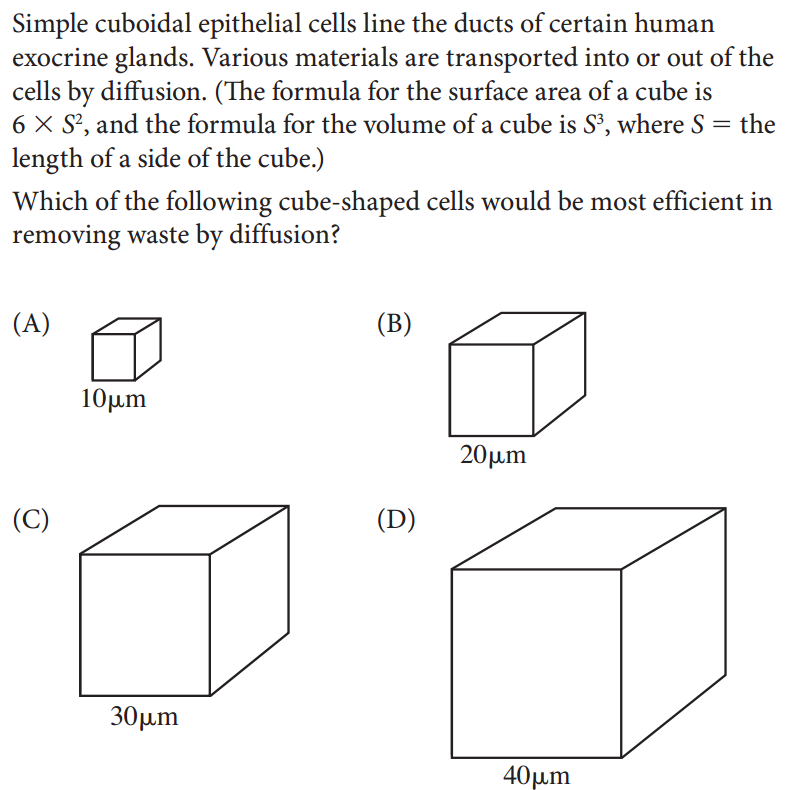 Simple cuboidal epithelial cells line the ducts of certain human
exocrine glands. Various materials are transported into or out of the
cells by diffusion. (The formula for the surface area of a cube is
6 × S², and the formula for the volume of a cube is S³, where S = the
length of a side of the cube.)
Which of the following cube-shaped cells would be most efficient in
removing waste by diffusion?
(A)
10μm
(B)
20μm
(C)
30μm
(D)
40μm